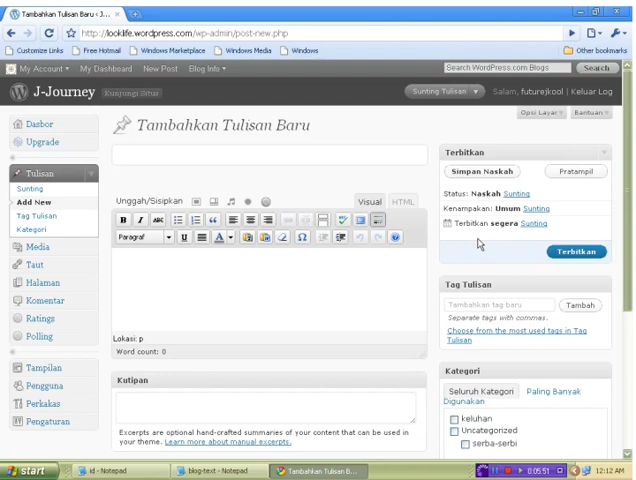 Tambahkan Tulisan Baru ‹ J...
http://looklife.wordpress.com/wp-admin/post-new.php
Customize Links Free Hotmail Windows Marketplace Windows Media Windows Other bookmarks
My Account My Dashboard New Post Blog Info Search WordPress.com Blogs Search
J-Journey Kunjungi Situs Sunting Tulisan Salam, futurejkool | Keluar Log
Opsi Layar Bantuan
Dasbor
Upgrade
Tulisan
Sunting
Add New
Tag Tulisan
Kategori
Media
Taut
Halaman
Komentar
Ratings
Polling
Tampilan
Pengguna
Perkakas
Pengaturan
Tambahkan Tulisan Baru
Unggah/Sisipkan Visual HTML
B I ABC
Paragraf U A Ω
Lokasi: p
Word count: 0
Kutipan
Excerpts are optional hand-crafted summaries of your content that can be used in
your theme. Learn more about manual excerpts.
Terbitkan
Simpan Naskah Pratampil
Status: Naskah Sunting
Kenampakan: Umum Sunting
Terbitkan segera Sunting
Terbitkan
Tag Tulisan
Tambahkan tag baru Tambah
Separate tags with commas.
Choose from the most used tags in Tag
Tulisan
Kategori
Seluruh Kategori Paling Banyak
Digunakan
keluhan
Uncategorized
serba-serbi
start id - Notepad blog-text - Notepad Tambahkan Tulisan B... 0:05:51 12:12 AM